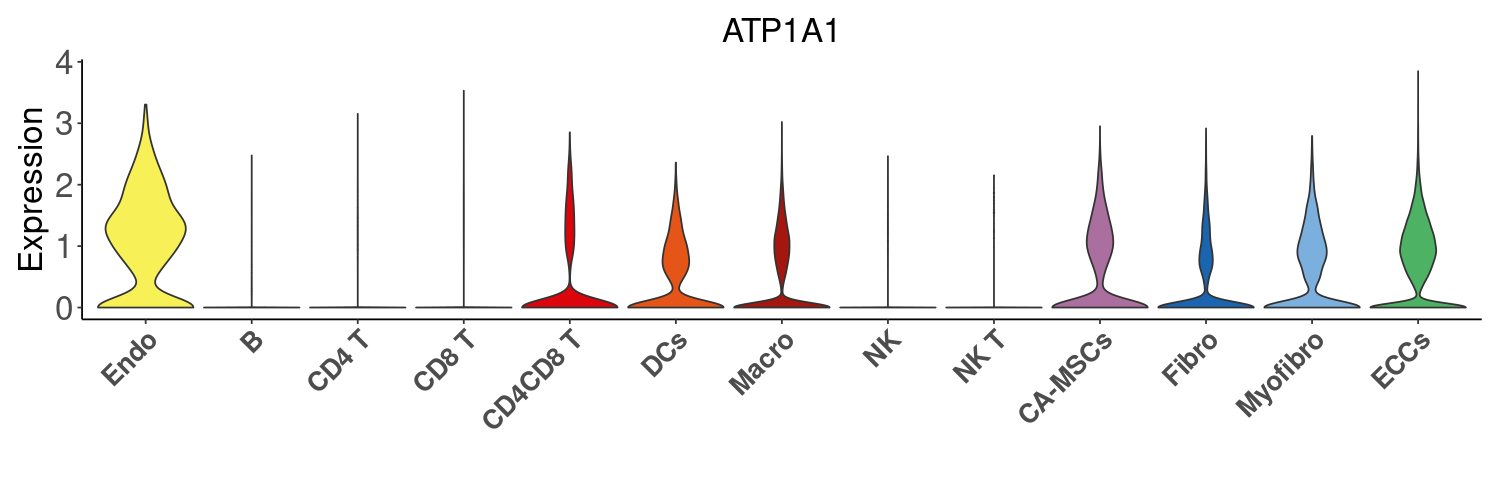 ATP1A1
Expression
4
3
2
1
0
Endo
B
CD4 T
CD8 T
CD4CD8 T
DCs
Macro
NK
NK T
CA-MSCs
Fibro
Myofibro
ECCs